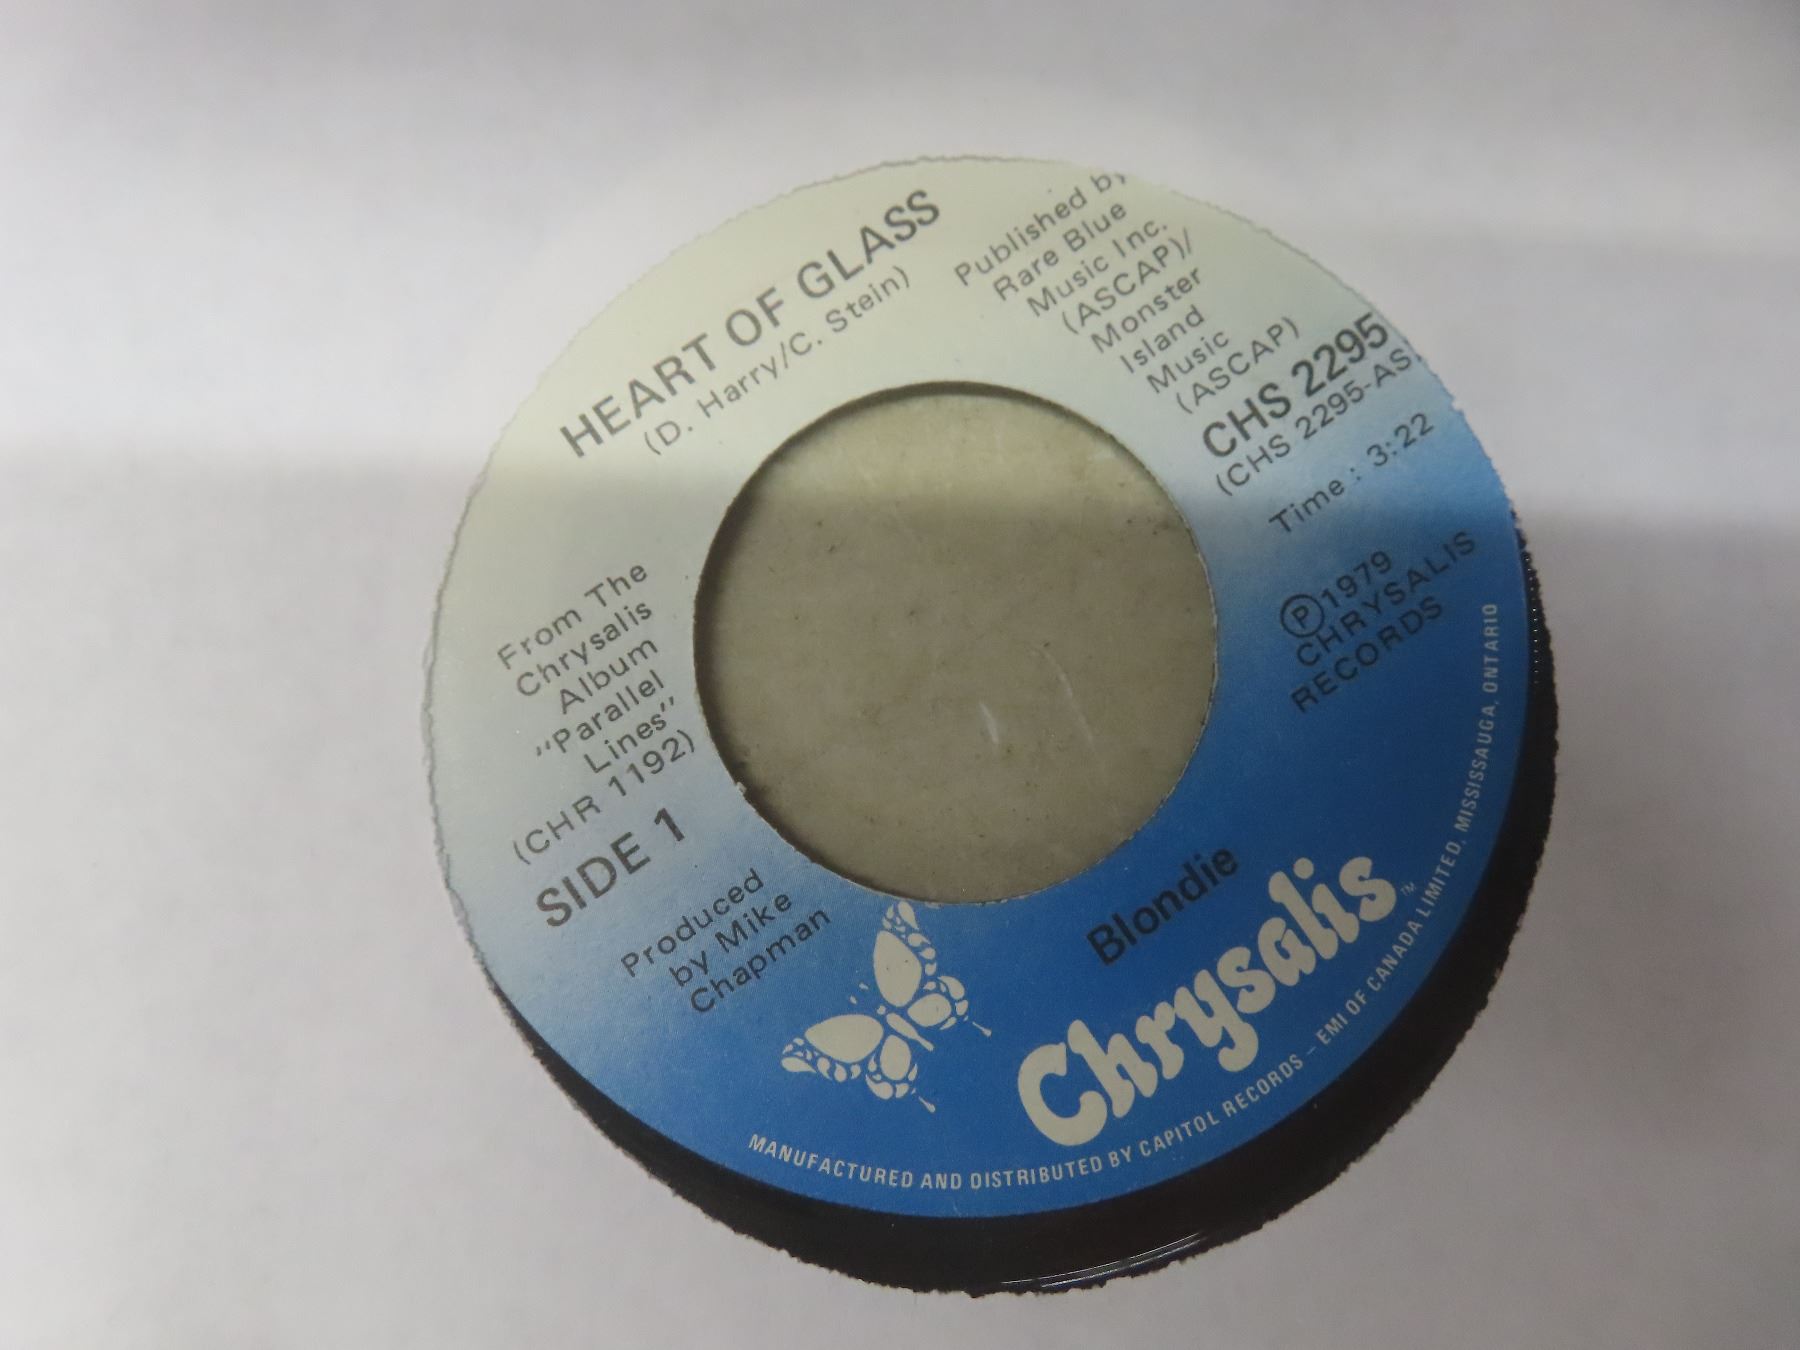 HEART OF GLASS
(D. Harry/C. Stein)
Published by
Rare Blue
Music Inc.
(ASCAP)/
Monster
Island
Music
(ASCAP)
CHS 2295
(CHS 2295-AS)
Time : 3:22
Ⓟ1979
CHRYSALIS
RECORDS
From The
Chrysalis
Album
"Parallel
Lines"
(CHR 1192)
SIDE 1
Produced
by Mike
Chapman
Blondie
Chrysalis™
MANUFACTURED AND DISTRIBUTED BY CAPITOL RECORDS – EMI OF CANADA LIMITED, MISSISSAUGA, ONTARIO